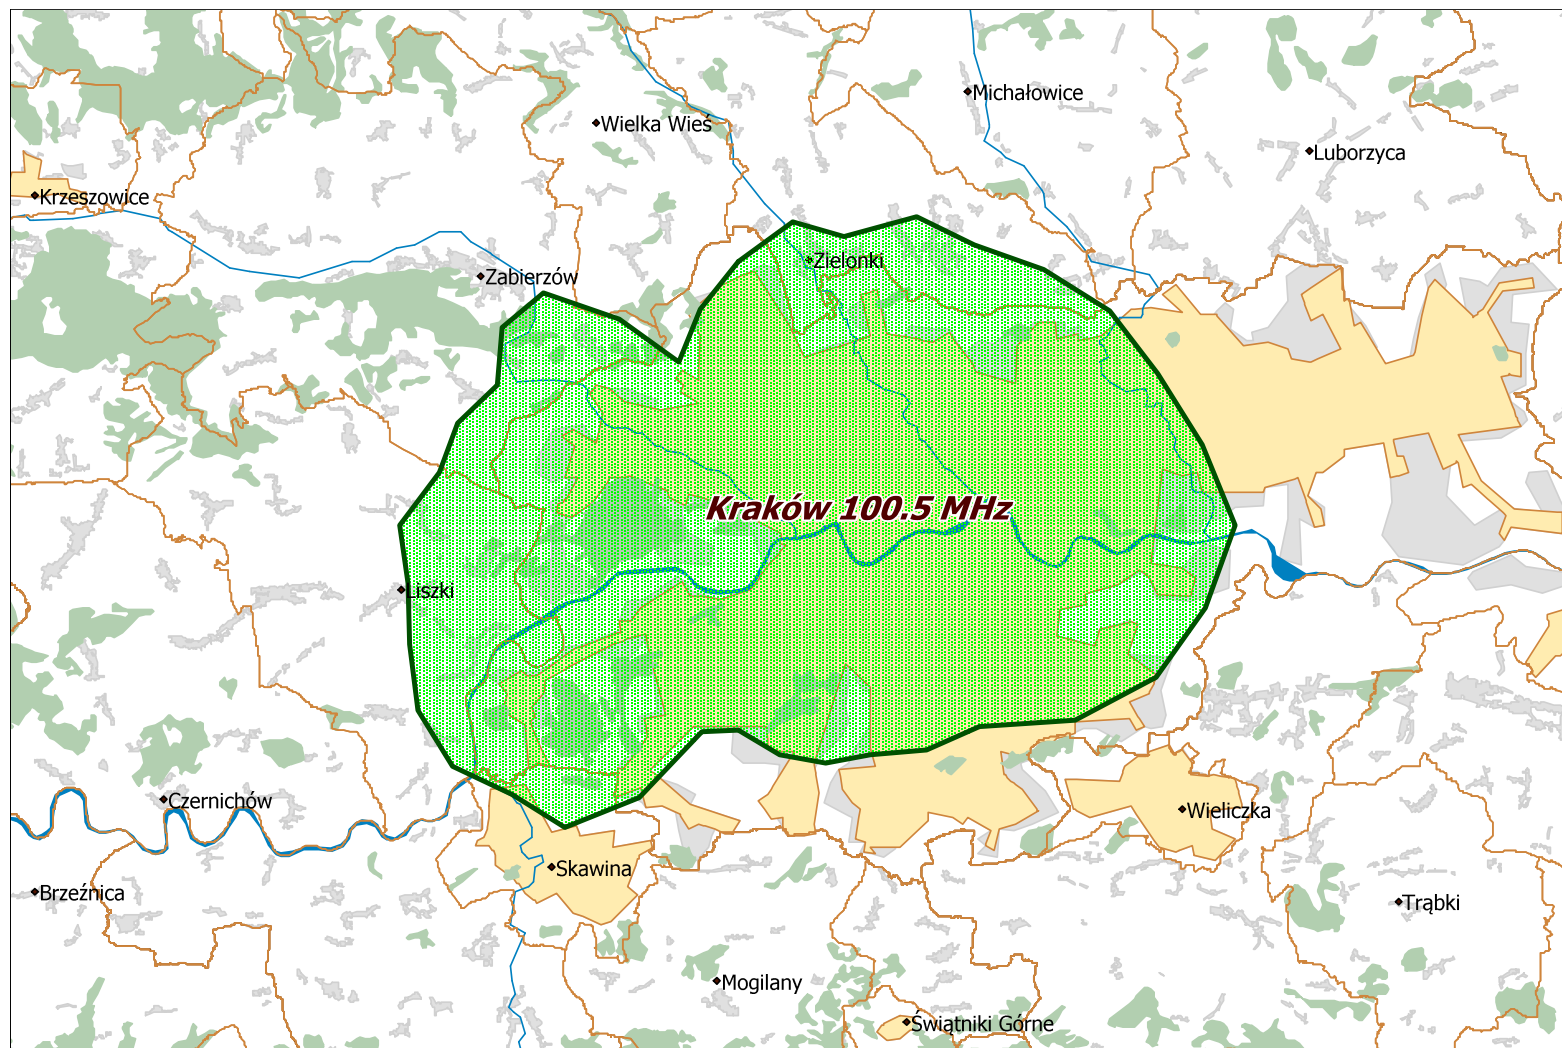 Michałowice
Wielka Wieś
Luborzyca
Krzeszowice
Zielonki
Zabierzów
Kraków 100.5 MHz
Liszki
Czernichów
Wieliczka
Skawina
Brzeźnica
Trąbki
Mogilany
Świątniki Górne